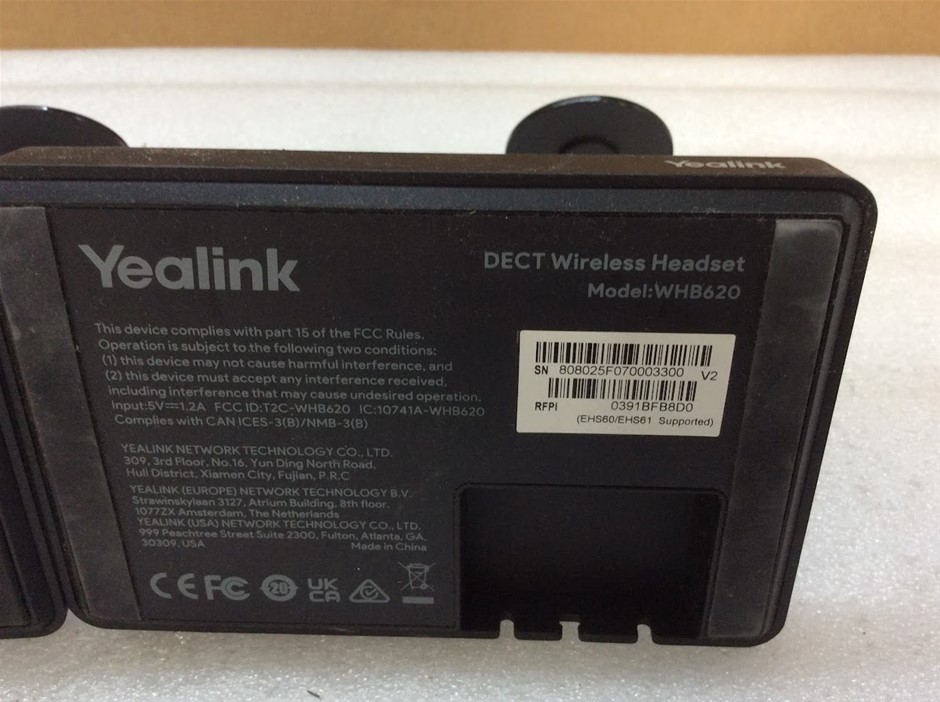 Yealink
Yealink
DECT Wireless Headset
Model:WHB620
This device complies with part 15 of the FCC Rules.
Operation is subject to the following two conditions:
(1) this device may not cause harmful interference, and
(2) this device must accept any interference received,
including interference that may cause undesired operation.
Input:5V⎓1.2A FCC ID:T2C-WHB620 IC:10741A-WHB620
Complies with CAN ICES-3(B)/NMB-3(B)
SN 808025F070003300 V2
RFPI 0391BFB8D0
(EHS60/EHS61 Supported)
YEALINK NETWORK TECHNOLOGY CO., LTD.
309, 3rd Floor, No.16, Yun Ding North Road,
Huli District, Xiamen City, Fujian, P.R.C
YEALINK (EUROPE) NETWORK TECHNOLOGY B.V.
Strawinskylaan 3127, Atrium Building, 8th floor,
1077ZX Amsterdam, The Netherlands
YEALINK (USA) NETWORK TECHNOLOGY CO., LTD.
999 Peachtree Street Suite 2300, Fulton, Atlanta, GA,
30309, USA Made in China
CE FC 20 UK CA